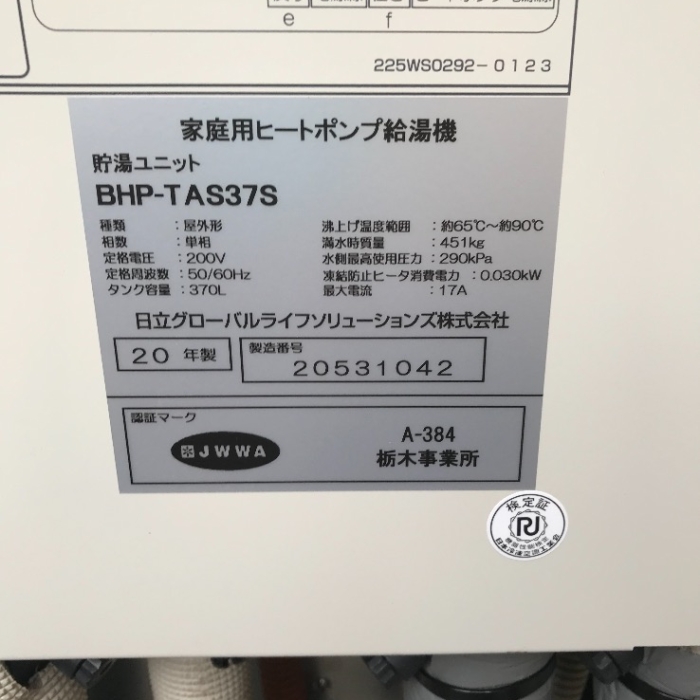 e f
225WS0292-0123
家庭用ヒートポンプ給湯機
貯湯ユニット
BHP-TAS37S
種類 : 屋外形
相数 : 単相
定格電圧 : 200V
定格周波数 : 50/60Hz
タンク容量 : 370L
沸上げ温度範囲 : 約65℃～約90℃
満水時質量 : 451kg
水側最高使用圧力 : 290kPa
凍結防止ヒータ消費電力 : 0.030kW
最大電流 : 17A
日立グローバルライフソリューションズ株式会社
20 年製
製造番号
20531042
認証マーク
JWWA
A-384
栃木事業所
検定証